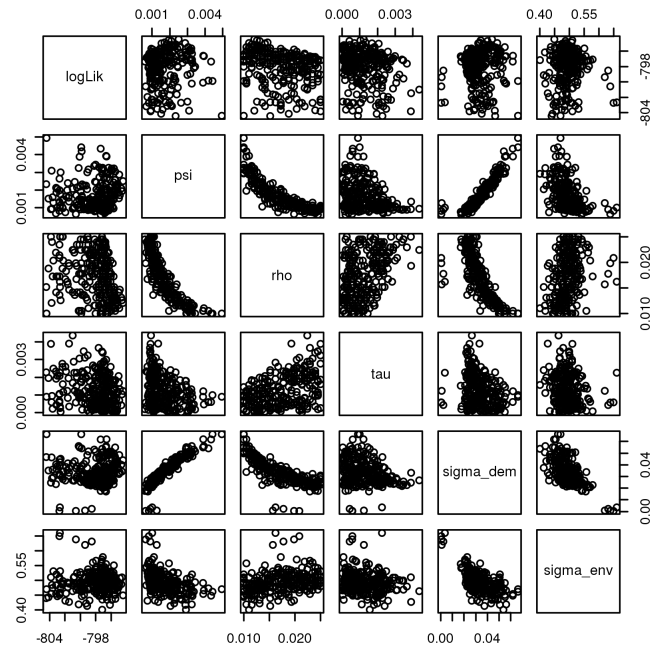 0.001 0.004 0.000 0.003 0.40 0.55
logLik -804 -798
0.001 0.004 psi
rho 0.010 0.020
0.000 0.003 tau
sigma_dem 0.00 0.04
0.40 0.55 sigma_env
-804 -798 0.010 0.020 0.00 0.04